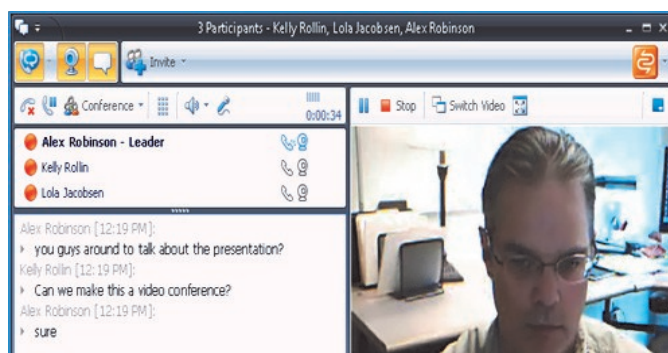 3 Participants - Kelly Rollin, Lola Jacobsen, Alex Robinson
Invite
Conference
0:00:34
Stop
Switch Video
Alex Robinson - Leader
Kelly Rollin
Lola Jacobsen
Alex Robinson [12:19 PM]:
you guys around to talk about the presentation?
Kelly Rollin [12:19 PM]:
Can we make this a video conference?
Alex Robinson [12:19 PM]:
sure